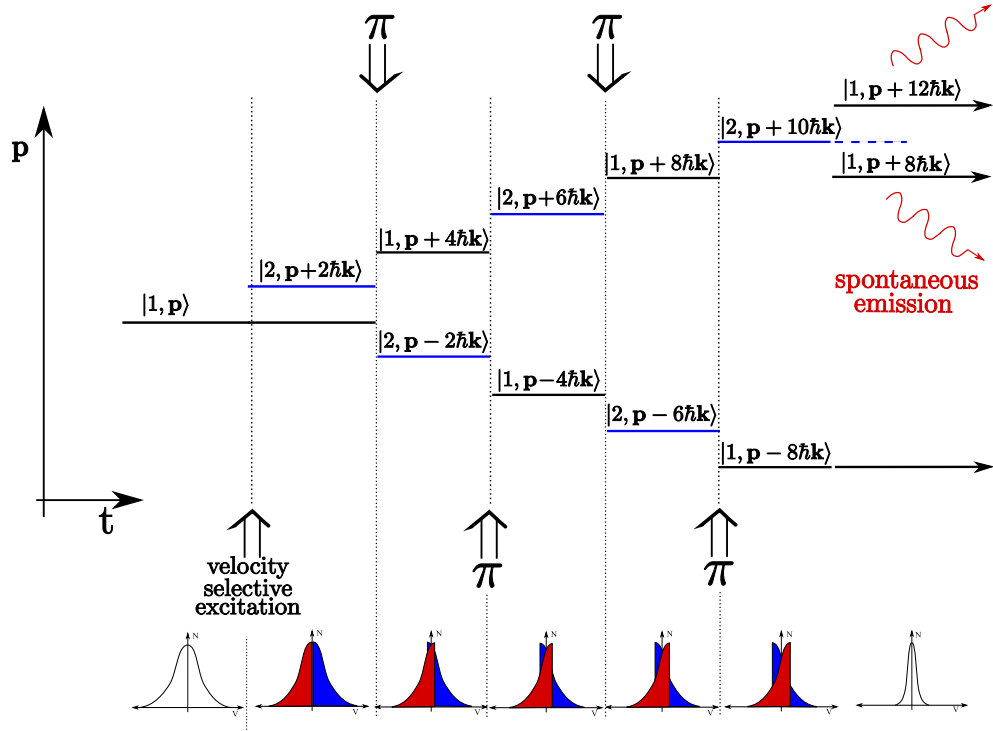 π
π
|1, p + 12ħk⟩
|2, p + 10ħk⟩
p
|1, p + 8ħk⟩
|1, p + 8ħk⟩
|2, p+6ħk⟩
|1, p + 4ħk⟩
|2, p+2ħk⟩
spontaneous
emission
|1, p⟩
|2, p − 2ħk⟩
|1, p−4ħk⟩
|2, p − 6ħk⟩
|1, p − 8ħk⟩
t
velocity
selective
excitation
π
π
N
N
N
N
N
N
N
V
V
V
V
V
V
V